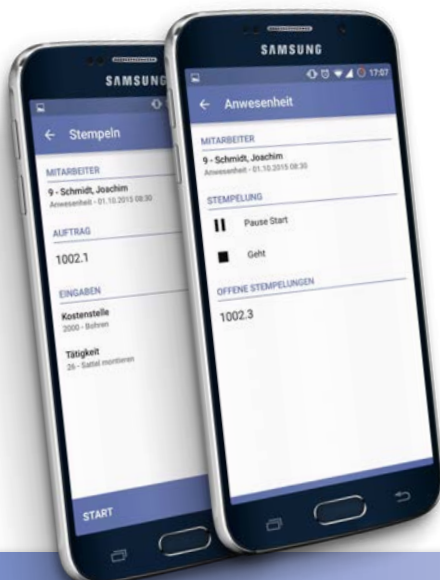 SAMSUNG
Stempeln
MITARBEITER
9 - Schmidt, Joachim
Anwesenheit - 01.10.2015 08:30
AUFTRAG
1002.1
EINGABEN
Kostenstelle
2000 - Bohren
Tätigkeit
26 - Sattel montieren
START
SAMSUNG
17:07
Anwesenheit
MITARBEITER
9 - Schmidt, Joachim
Anwesenheit - 01.10.2015 08:30
STEMPELUNG
Pause Start
Geht
OFFENE STEMPELUNGEN
1002.3